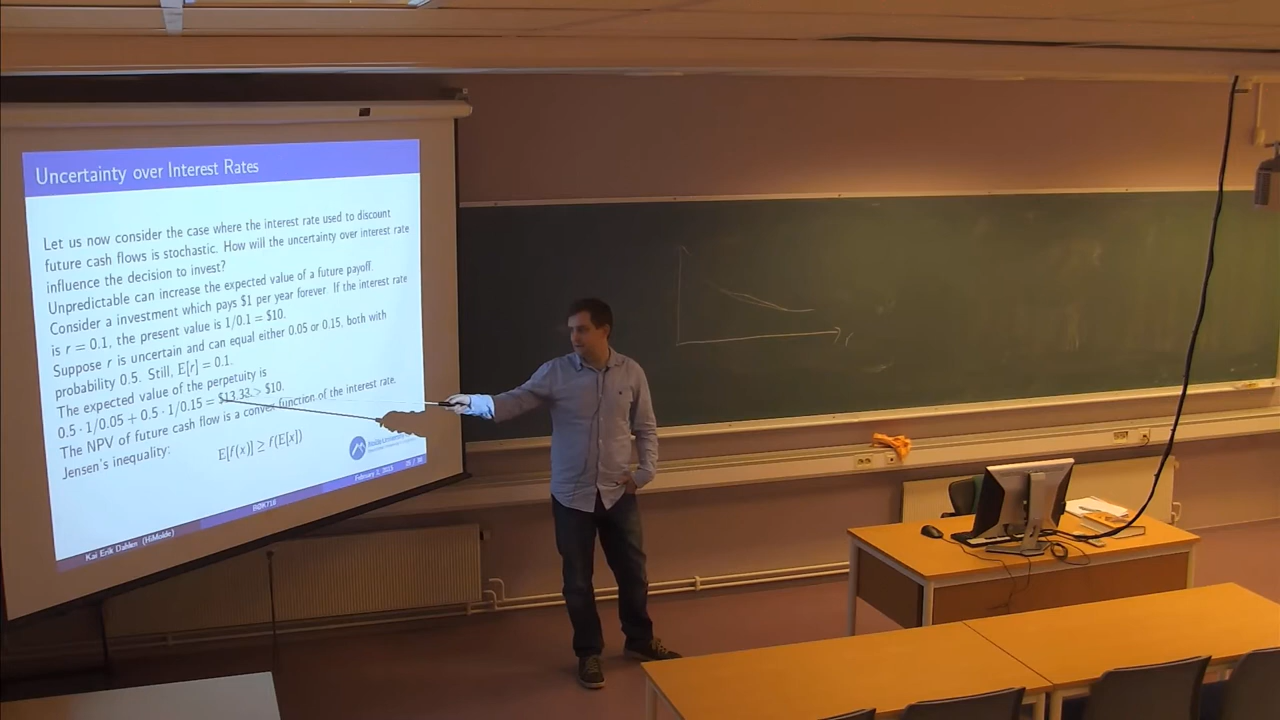 Uncertainty over Interest Rates
Let us now consider the case where the interest rate used to discount
future cash flows is stochastic. How will the uncertainty over interest rate
influence the decision to invest?
Unpredictable can increase the expected value of a future payoff.
Consider a investment which pays $1 per year forever. If the interest rate
is r = 0.1, the present value is 1/0.1 = $10.
Suppose r is uncertain and can equal either 0.05 or 0.15, both with
probability 0.5. Still, E[r] = 0.1.
The expected value of the perpetuity is
0.5 · 1/0.05 + 0.5 · 1/0.15 = $13.33 > $10.
The NPV of future cash flow is a convex function of the interest rate.
Jensen's inequality:
E[f(x)] ≥ f(E[x])
Molde University
Kai Erik Dahlen (HiMolde)
BØK710
February 3, 2015
r